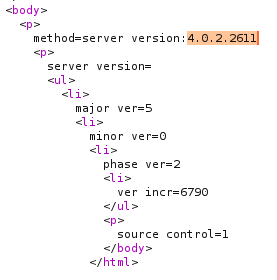 <body>
<p>
method=server version:4.0.2.2611
<p>
server version=
<ul>
<li>
major ver=5
<li>
minor ver=0
<li>
phase ver=2
<li>
ver incr=6790
</ul>
<p>
source control=1
</body>
</html>